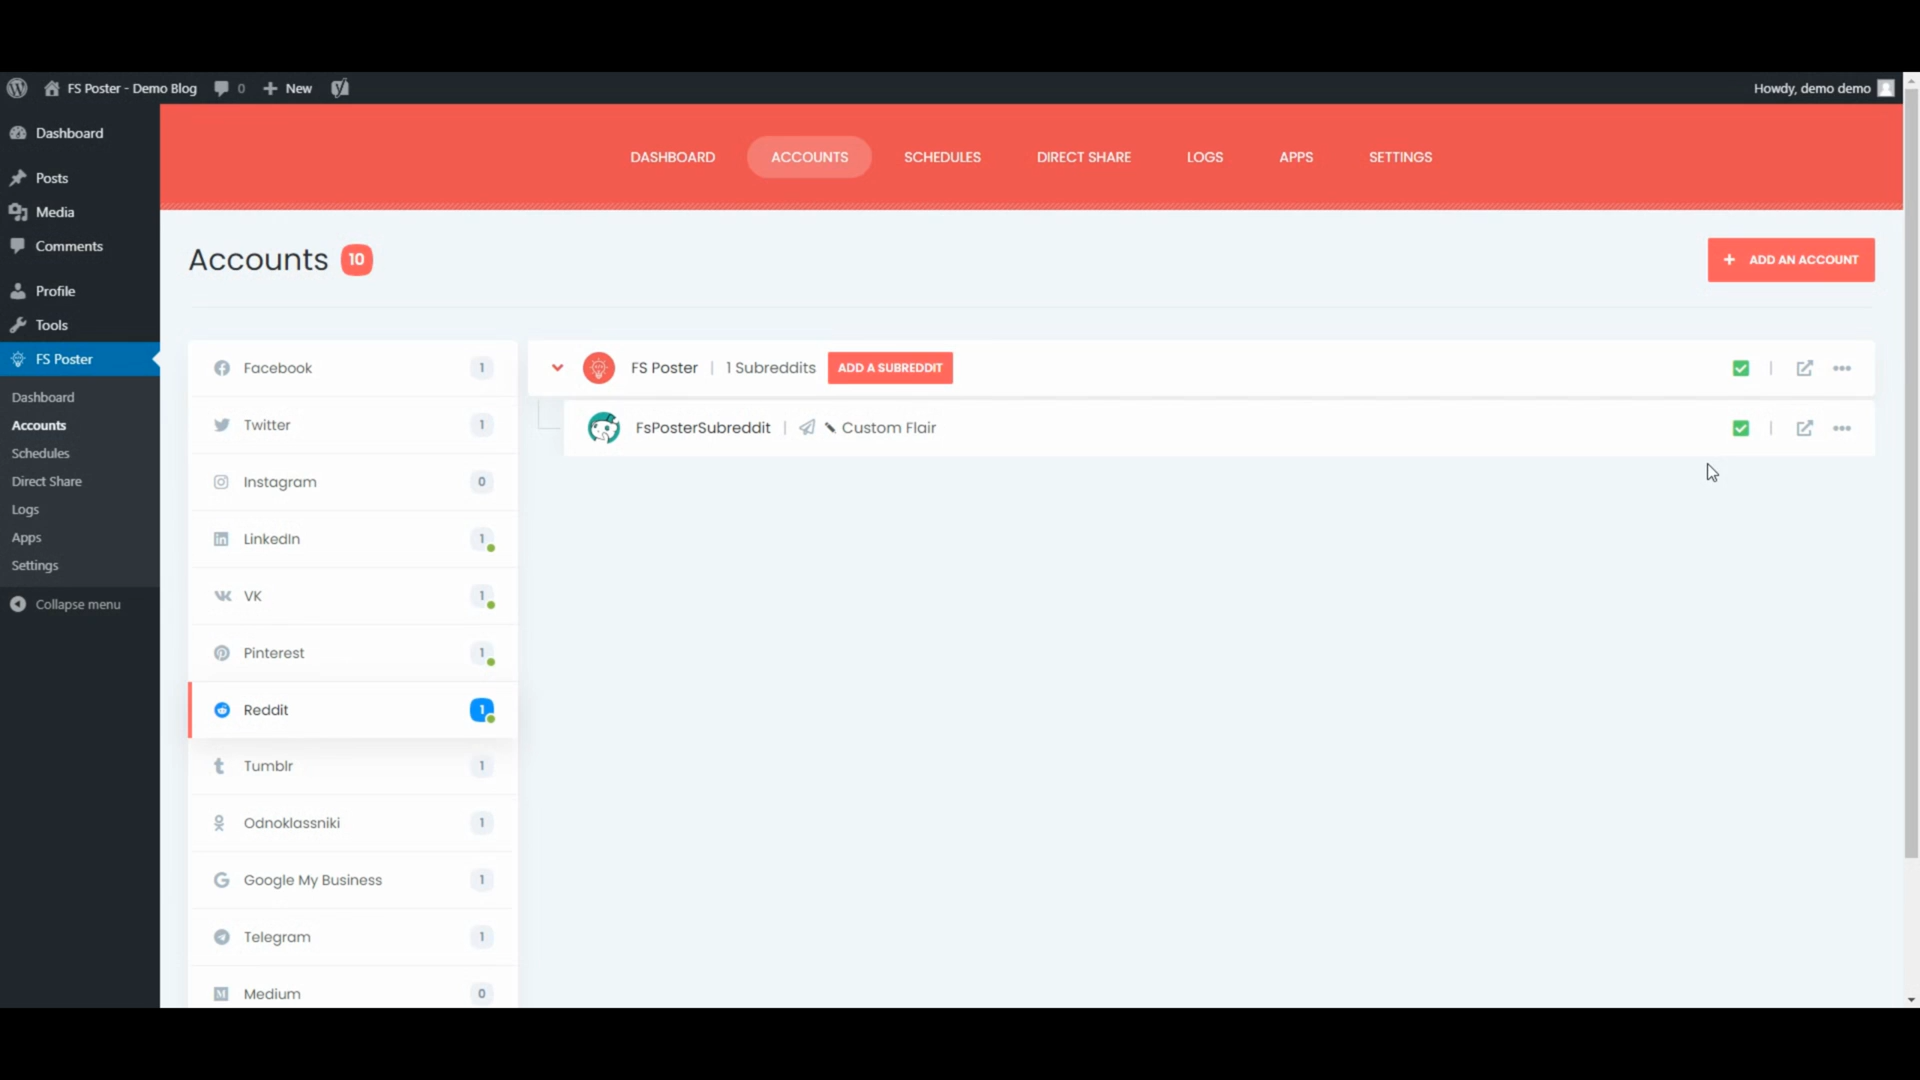 FS Poster - Demo Blog 0 New Howdy, demo demo
Dashboard
Posts
Media
Comments
Profile
Tools
FS Poster
Dashboard
Accounts
Schedules
Direct Share
Logs
Apps
Settings
Collapse menu
DASHBOARD ACCOUNTS SCHEDULES DIRECT SHARE LOGS APPS SETTINGS
Accounts 10
+ ADD AN ACCOUNT
Facebook 1
Twitter 1
Instagram 0
LinkedIn 1
VK 1
Pinterest 1
Reddit 1
Tumblr 1
Odnoklassniki 1
Google My Business 1
Telegram 1
Medium 0
FS Poster | 1 Subreddits ADD A SUBREDDIT
FsPosterSubreddit | Custom Flair